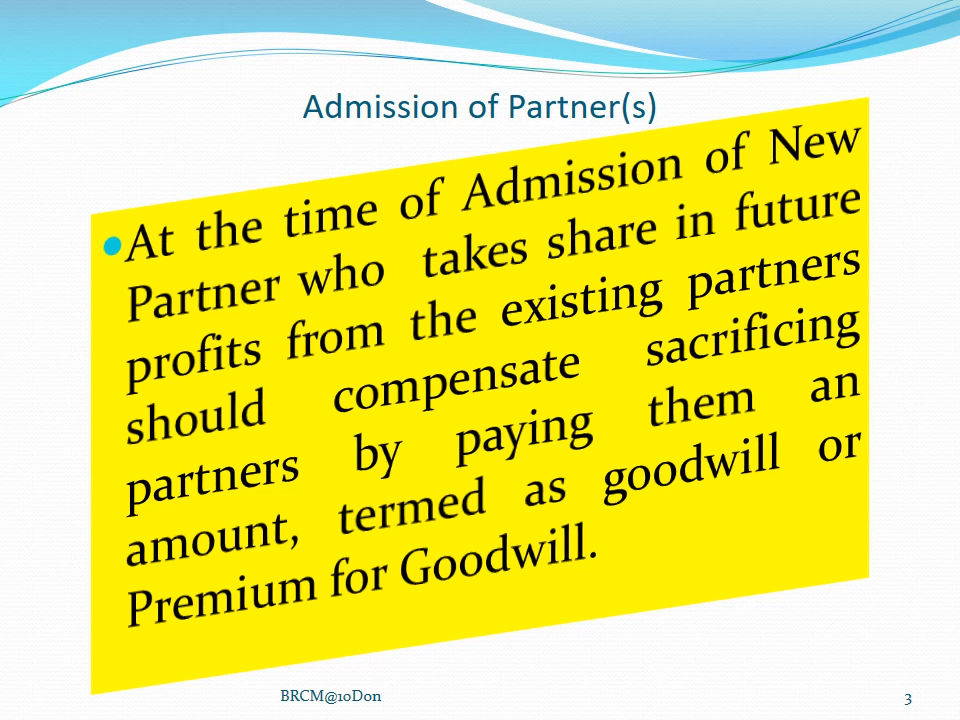 Admission of Partner(s)
•At the time of Admission of New
Partner who takes share in future
profits from the existing partners
should compensate sacrificing
partners by paying them an
amount, termed as goodwill or
Premium for Goodwill.
BRCM@10Don
3